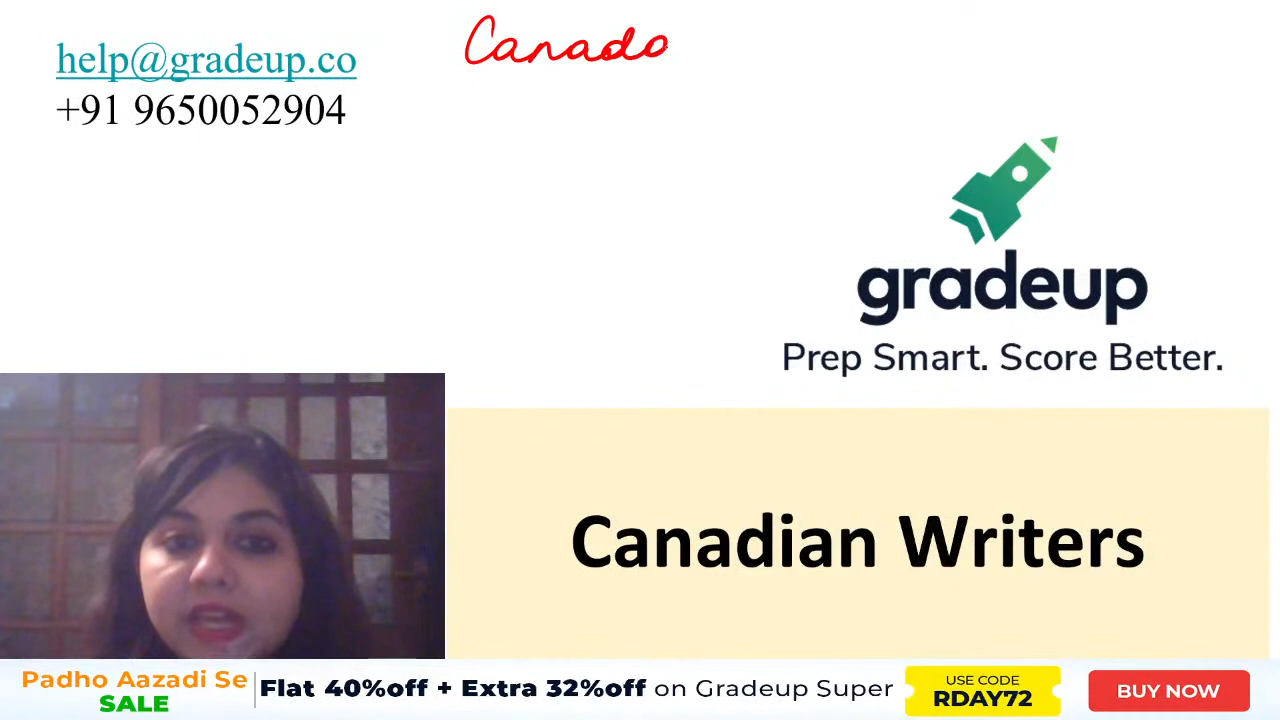 help@gradeup.co
+91 9650052904
Canado
gradeup
Prep Smart. Score Better.
Canadian Writers
Padho Aazadi Se
SALE
Flat 40%off + Extra 32%off on Gradeup Super
USE CODE
RDAY72
BUY NOW